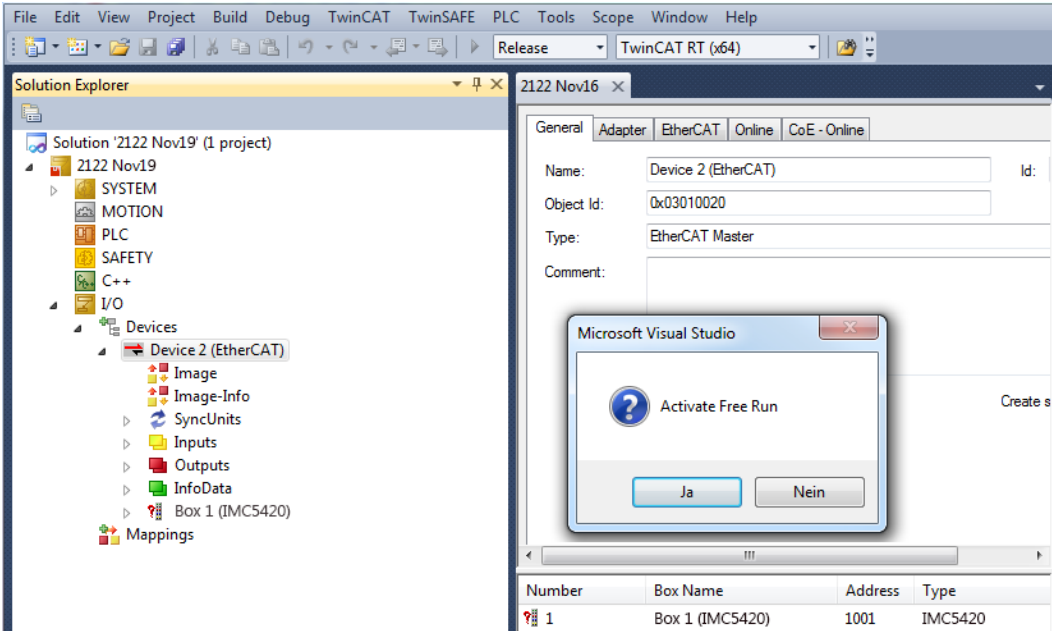 File Edit View Project Build Debug TwinCAT TwinSAFE PLC Tools Scope Window Help
Release TwinCAT RT (x64)
Solution Explorer
Solution '2122 Nov19' (1 project)
2122 Nov19
SYSTEM
MOTION
PLC
SAFETY
C++
I/O
Devices
Device 2 (EtherCAT)
Image
Image-Info
SyncUnits
Inputs
Outputs
InfoData
Box 1 (IMC5420)
Mappings
2122 Nov16
General Adapter EtherCAT Online CoE - Online
Name: Device 2 (EtherCAT) Id:
Object Id: 0x03010020
Type: EtherCAT Master
Comment:
Microsoft Visual Studio
Activate Free Run
Ja Nein
Create s
Number Box Name Address Type
1 Box 1 (IMC5420) 1001 IMC5420